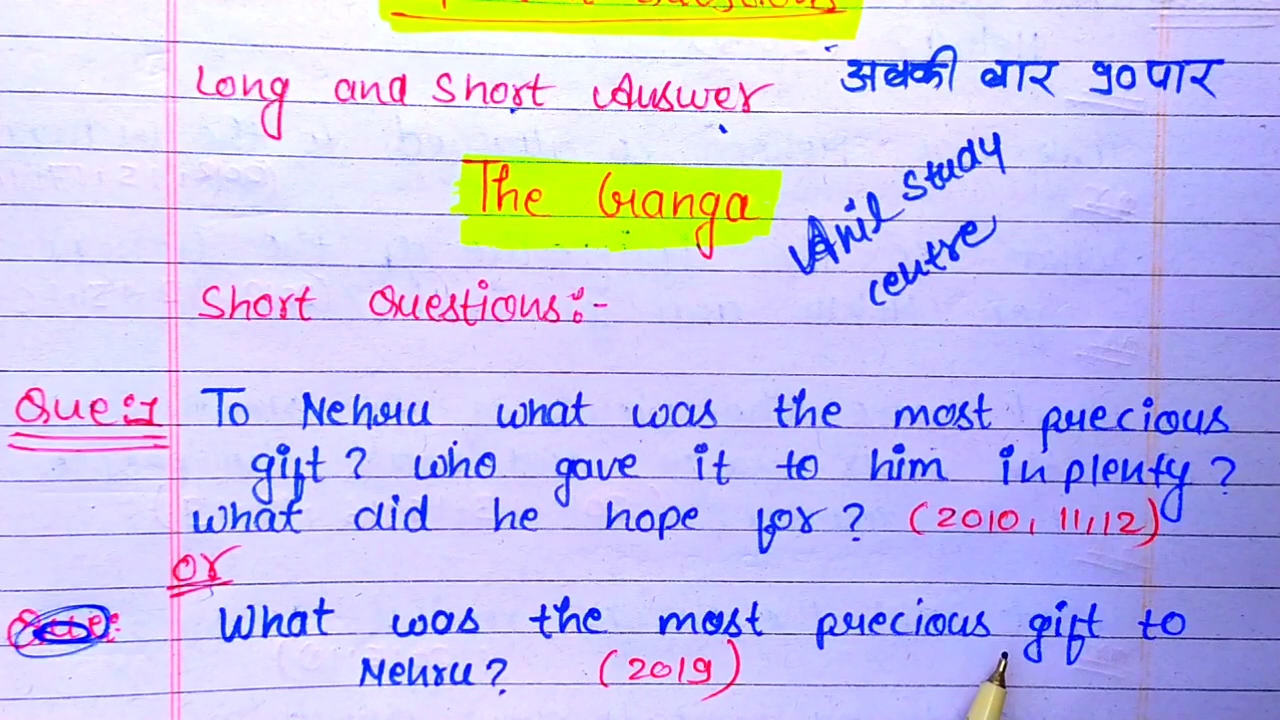 Questions
Long and Short Answer
अबकी बार 90 पार
The Ganga
Anil Study
centre
Short Questions:-
Que:1 To Nehru what was the most precious
gift? who gave it to him in plenty?
What did he hope for? (2010, 11, 12)
or
What was the most precious gift to
Nehru? (2019)